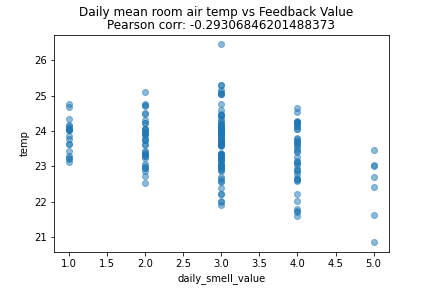 Daily mean room air temp vs Feedback Value
Pearson corr: -0.29306846201488373
26
25
24
23
22
21
temp
1.0 1.5 2.0 2.5 3.0 3.5 4.0 4.5 5.0
daily_smell_value